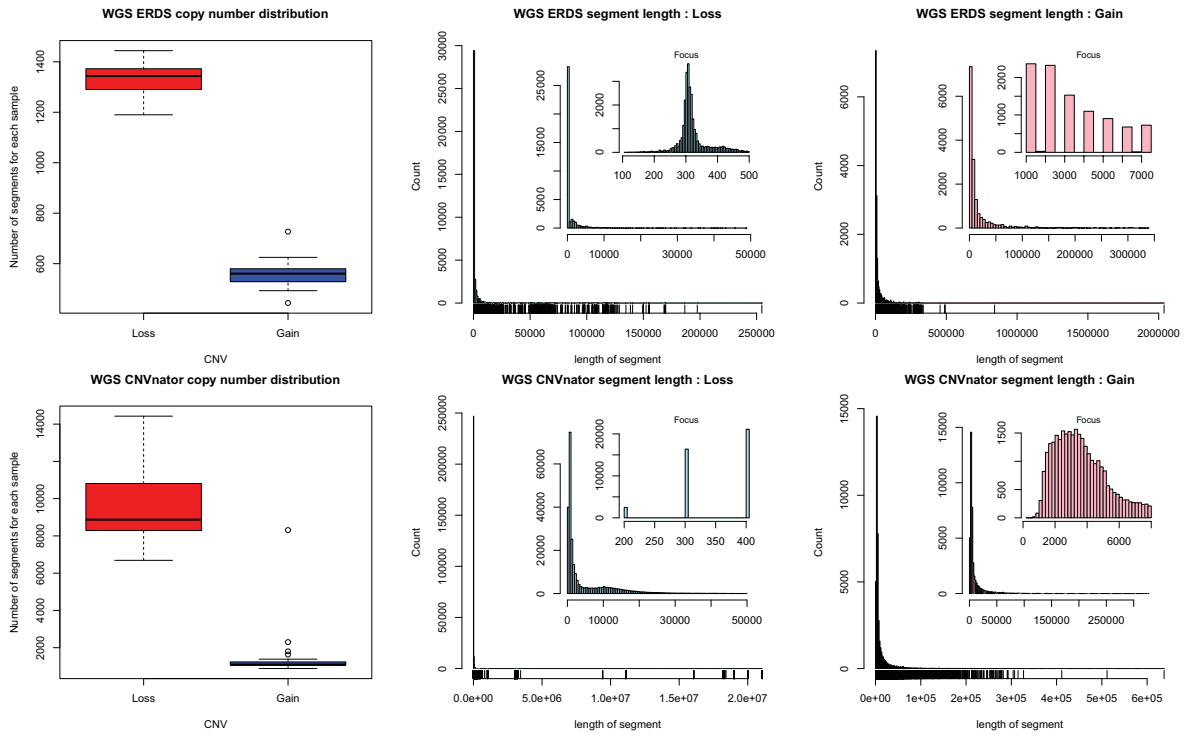 WGS ERDS copy number distribution
Number of segments for each sample
600 800 1000 1200 1400
Loss Gain
CNV
WGS ERDS segment length : Loss
Count
0 5000 10000 15000 20000 25000 30000
0 50000 100000 150000 200000 250000
length of segment
0 5000 15000 25000
0 10000 30000 50000
Focus
0 1000 2000
100 200 300 400 500
WGS ERDS segment length : Gain
Count
0 2000 4000 6000
0 500000 1000000 1500000 2000000
length of segment
0 2000 4000 6000
0 100000 200000 300000
Focus
0 500 1000 2000
1000 3000 5000 7000
WGS CNVnator copy number distribution
Number of segments for each sample
2000 4000 6000 8000 10000 12000 14000
Loss Gain
CNV
WGS CNVnator segment length : Loss
Count
0 50000 100000 150000 200000 250000
0.0e+00 5.0e+06 1.0e+07 1.5e+07 2.0e+07
length of segment
0 20000 40000 60000
0 10000 30000 50000
Focus
0 5000 10000 20000
200 250 300 350 400
WGS CNVnator segment length : Gain
Count
0 5000 10000 15000
0e+00 1e+05 2e+05 3e+05 4e+05 5e+05 6e+05
length of segment
0 5000 10000 15000
0 50000 150000 250000
Focus
0 500 1500
0 2000 6000